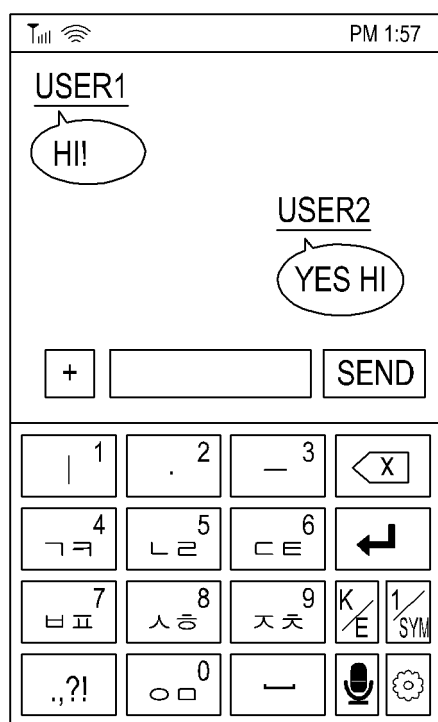 PM 1:57
USER1
HI!
USER2
YES HI
+ SEND
ㅣ 1 · 2 ㅡ 3 X
ㄱㅋ 4 ㄴㄹ 5 ㄷㅌ 6
ㅂㅍ 7 ㅅㅎ 8 ㅈㅊ 9 K/E 1/SYM
.,?! ㅇㅁ 0